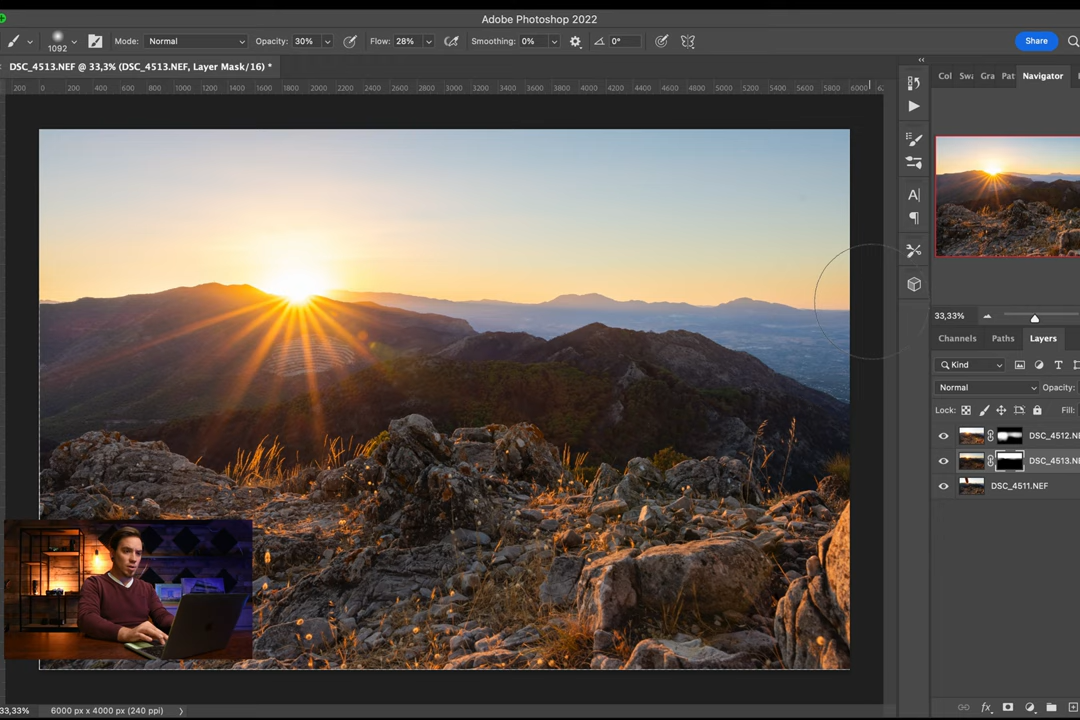 Adobe Photoshop 2022
1092 Mode: Normal Opacity: 30% Flow: 28% Smoothing: 0% 0° Share
DSC_4513.NEF @ 33,3% (DSC_4513.NEF, Layer Mask/16) *
200 0 200 400 600 800 1000 1200 1400 1600 1800 2000 2200 2400 2600 2800 3000 3200 3400 3600 3800 4000 4200 4400 4600 4800 5000 5200 5400 5600 5800 6000
Col Swa Gra Pat Navigator
33,33%
Channels Paths Layers
Kind
Normal Opacity:
Lock: Fill:
DSC_4512.NE
DSC_4513.NE
DSC_4511.NEF
33,33% 6000 px x 4000 px (240 ppi)
fx